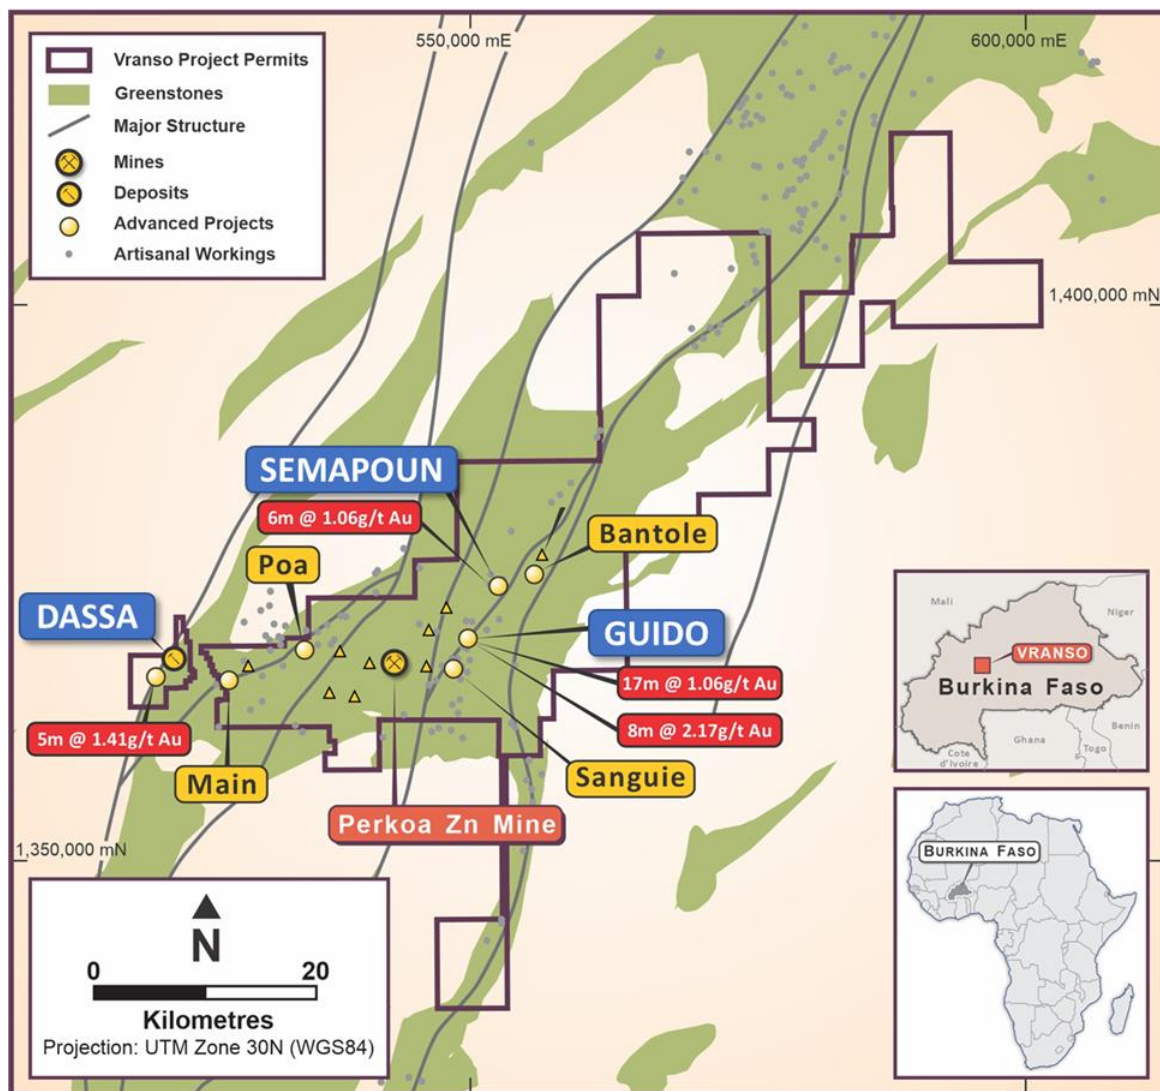 550,000 mE
600,000 mE
Vranso Project Permits
Greenstones
Major Structure
Mines
Deposits
Advanced Projects
Artisanal Workings
1,400,000 mN
SEMAPOUN
6m @ 1.06g/t Au
Bantole
Poa
DASSA
GUIDO
17m @ 1.06g/t Au
5m @ 1.41g/t Au
8m @ 2.17g/t Au
Main
Sanguie
Perkoa Zn Mine
1,350,000 mN
N
0
20
Kilometres
Projection: UTM Zone 30N (WGS84)
Mali
Niger
VRANSO
Burkina Faso
Benin
Ghana
Togo
Cote
d'Ivoire
BURKINA FASO